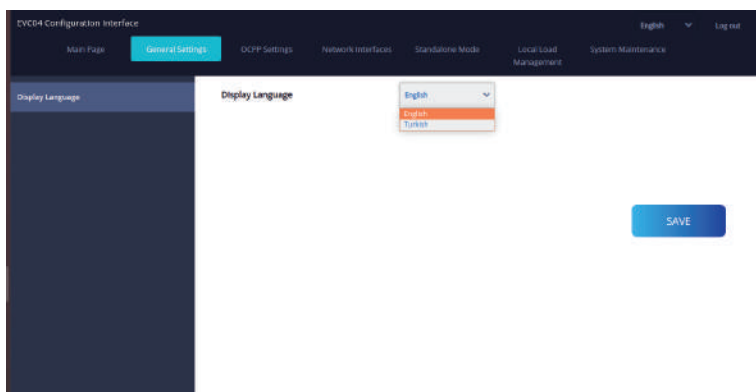 EVC04 Configuration Interface
English
Log out
Main Page
General Settings
OCPP Settings
Network Interfaces
Standalone Mode
Local Load
Management
System Maintenance
Display Language
Display Language
English
English
Turkish
SAVE